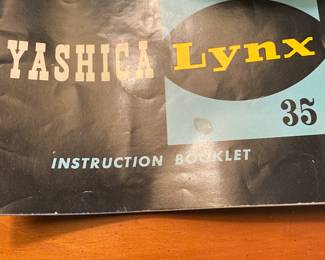 YASHICA Lynx
35
INSTRUCTION BOOKLET